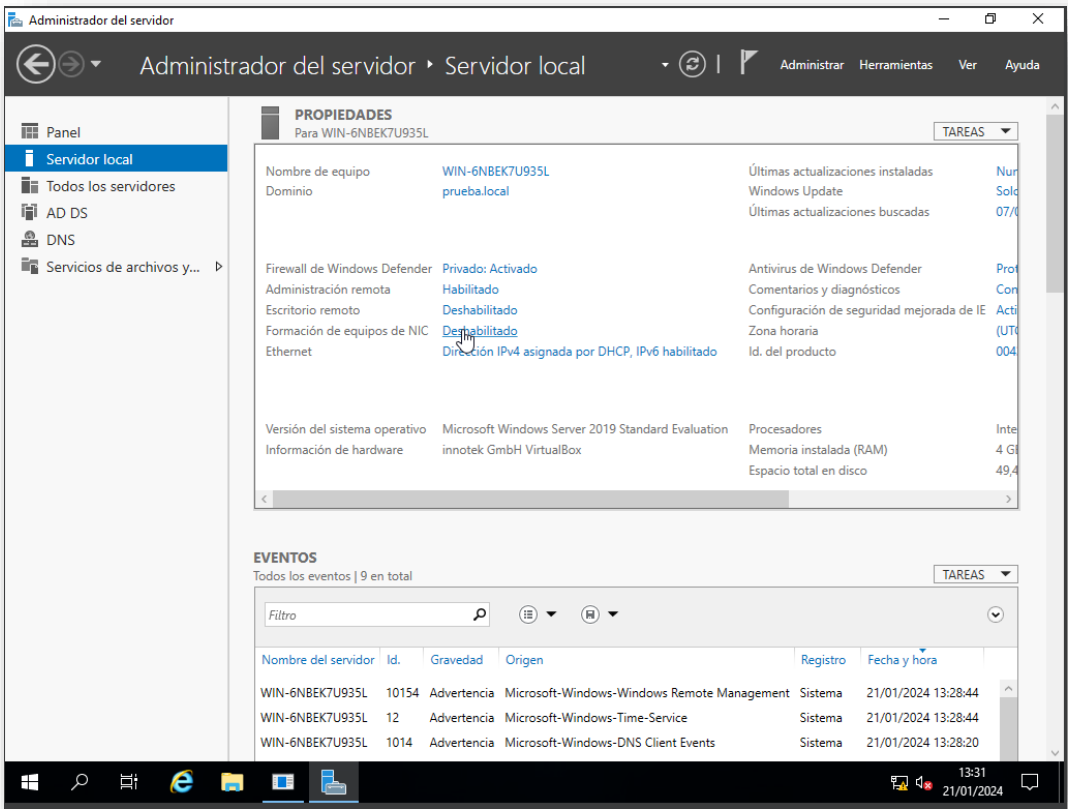 Administrador del servidor
Administrador del servidor ‣ Servidor local
Administrar Herramientas Ver Ayuda
Panel
Servidor local
Todos los servidores
AD DS
DNS
Servicios de archivos y...
PROPIEDADES
Para WIN-6NBEK7U935L
TAREAS
Nombre de equipo WIN-6NBEK7U935L Últimas actualizaciones instaladas
Dominio prueba.local Windows Update
Últimas actualizaciones buscadas 07/
Firewall de Windows Defender Privado: Activado Antivirus de Windows Defender
Administración remota Habilitado Comentarios y diagnósticos
Escritorio remoto Deshabilitado Configuración de seguridad mejorada de IE
Formación de equipos de NIC Deshabilitado Zona horaria (UTC
Ethernet Dirección IPv4 asignada por DHCP, IPv6 habilitado Id. del producto 004
Versión del sistema operativo Microsoft Windows Server 2019 Standard Evaluation Procesadores Inte
Información de hardware innotek GmbH VirtualBox Memoria instalada (RAM) 4 G
Espacio total en disco 49,4
EVENTOS
Todos los eventos | 9 en total
TAREAS
Filtro
Nombre del servidor Id. Gravedad Origen Registro Fecha y hora
WIN-6NBEK7U935L 10154 Advertencia Microsoft-Windows-Windows Remote Management Sistema 21/01/2024 13:28:44
WIN-6NBEK7U935L 12 Advertencia Microsoft-Windows-Time-Service Sistema 21/01/2024 13:28:44
WIN-6NBEK7U935L 1014 Advertencia Microsoft-Windows-DNS Client Events Sistema 21/01/2024 13:28:20
13:31
21/01/2024